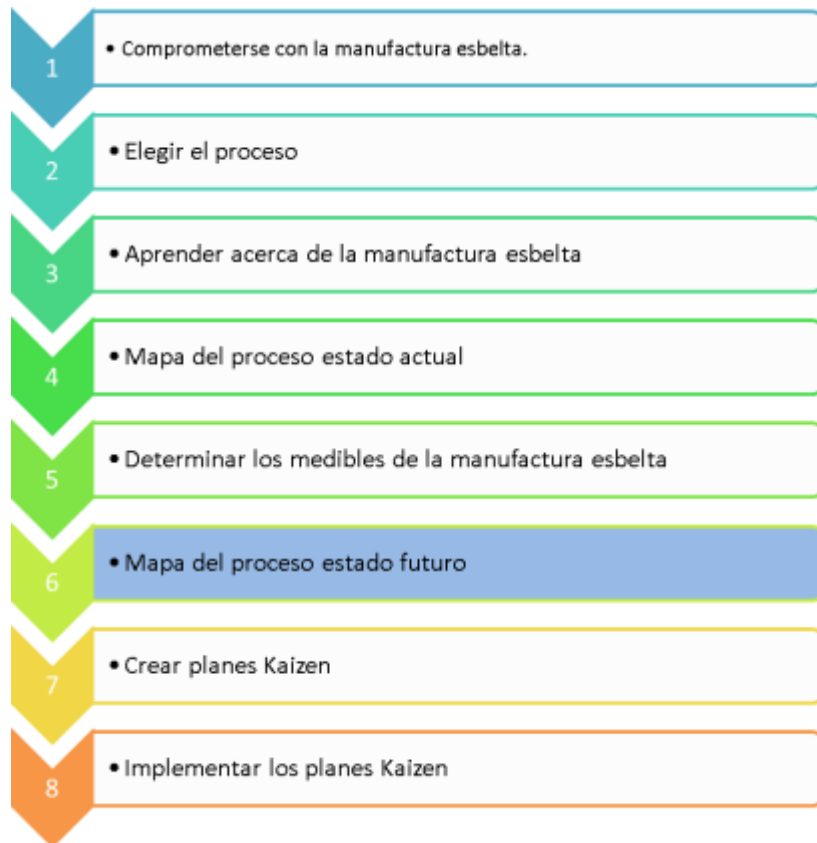 1
• Comprometerse con la manufactura esbelta.
2
• Elegir el proceso
3
• Aprender acerca de la manufactura esbelta
4
• Mapa del proceso estado actual
5
• Determinar los medibles de la manufactura esbelta
6
• Mapa del proceso estado futuro
7
• Crear planes Kaizen
8
• Implementar los planes Kaizen